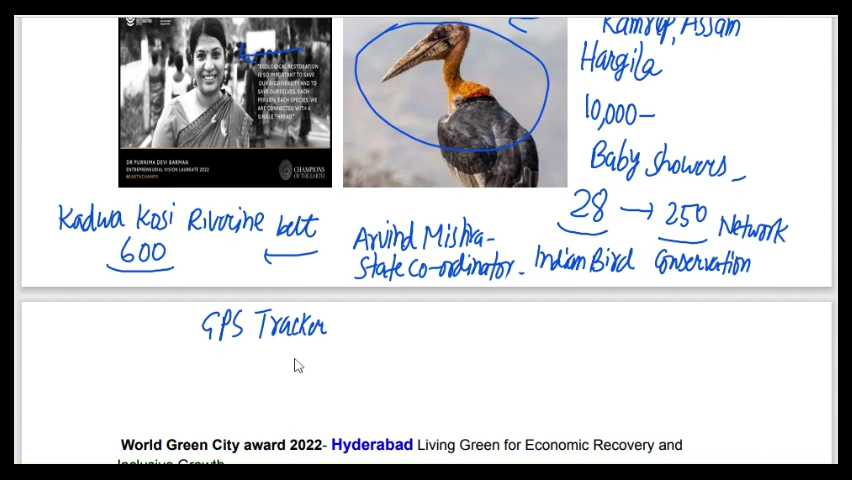 "ECOLOGICAL RESTORATION
IS SO IMPORTANT TO SAVE
OUR BIODIVERSITY AND TO
SAVE OURSELVES. EACH
PERSON, EACH SPECIES, WE
ARE CONNECTED WITH A
SINGLE THREAD."
DR PURNIMA DEVI BARMAN
ENTREPRENEURIAL VISION LAUREATE 2022
#EARTHCHAMPS
CHAMPIONS
OF THE EARTH
Kamrup, Assam
Hargila
10,000-
Baby showers -
28 → 250 Network
Kadwa Kosi Riverine belt
600
Arvind Mishra-
State Co-ordinator - Indian Bird Conservation
GPS Tracker
World Green City award 2022- Hyderabad Living Green for Economic Recovery and
Inclusive Growth